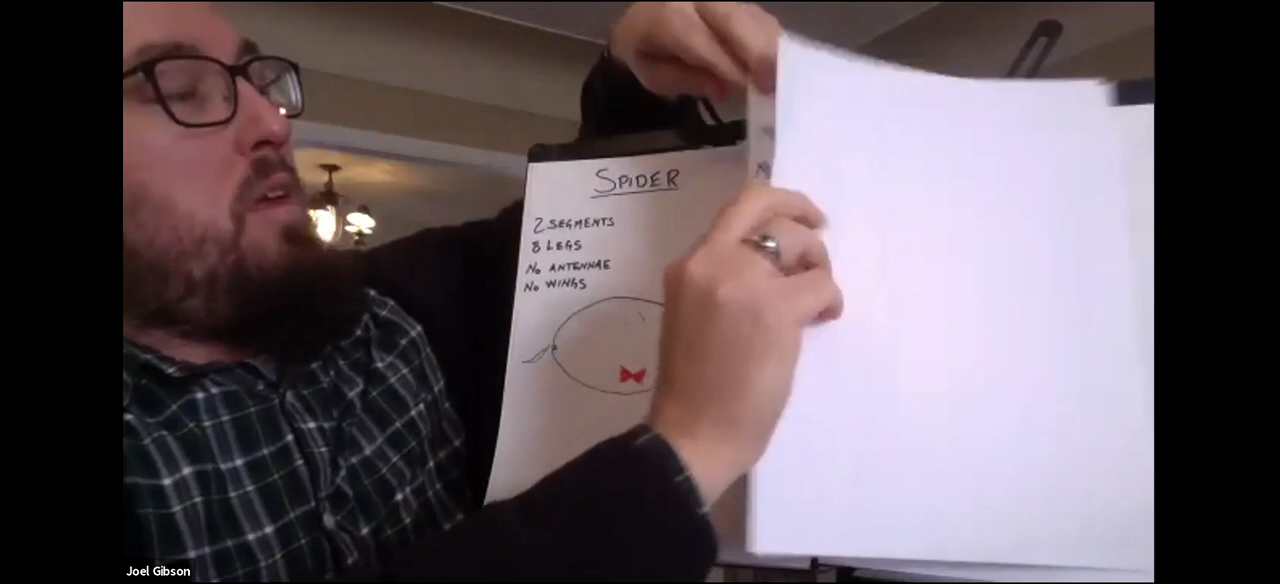 SPIDER
2 SEGMENTS
8 LEGS
No ANTENNAE
No WINGS
Joel Gibson